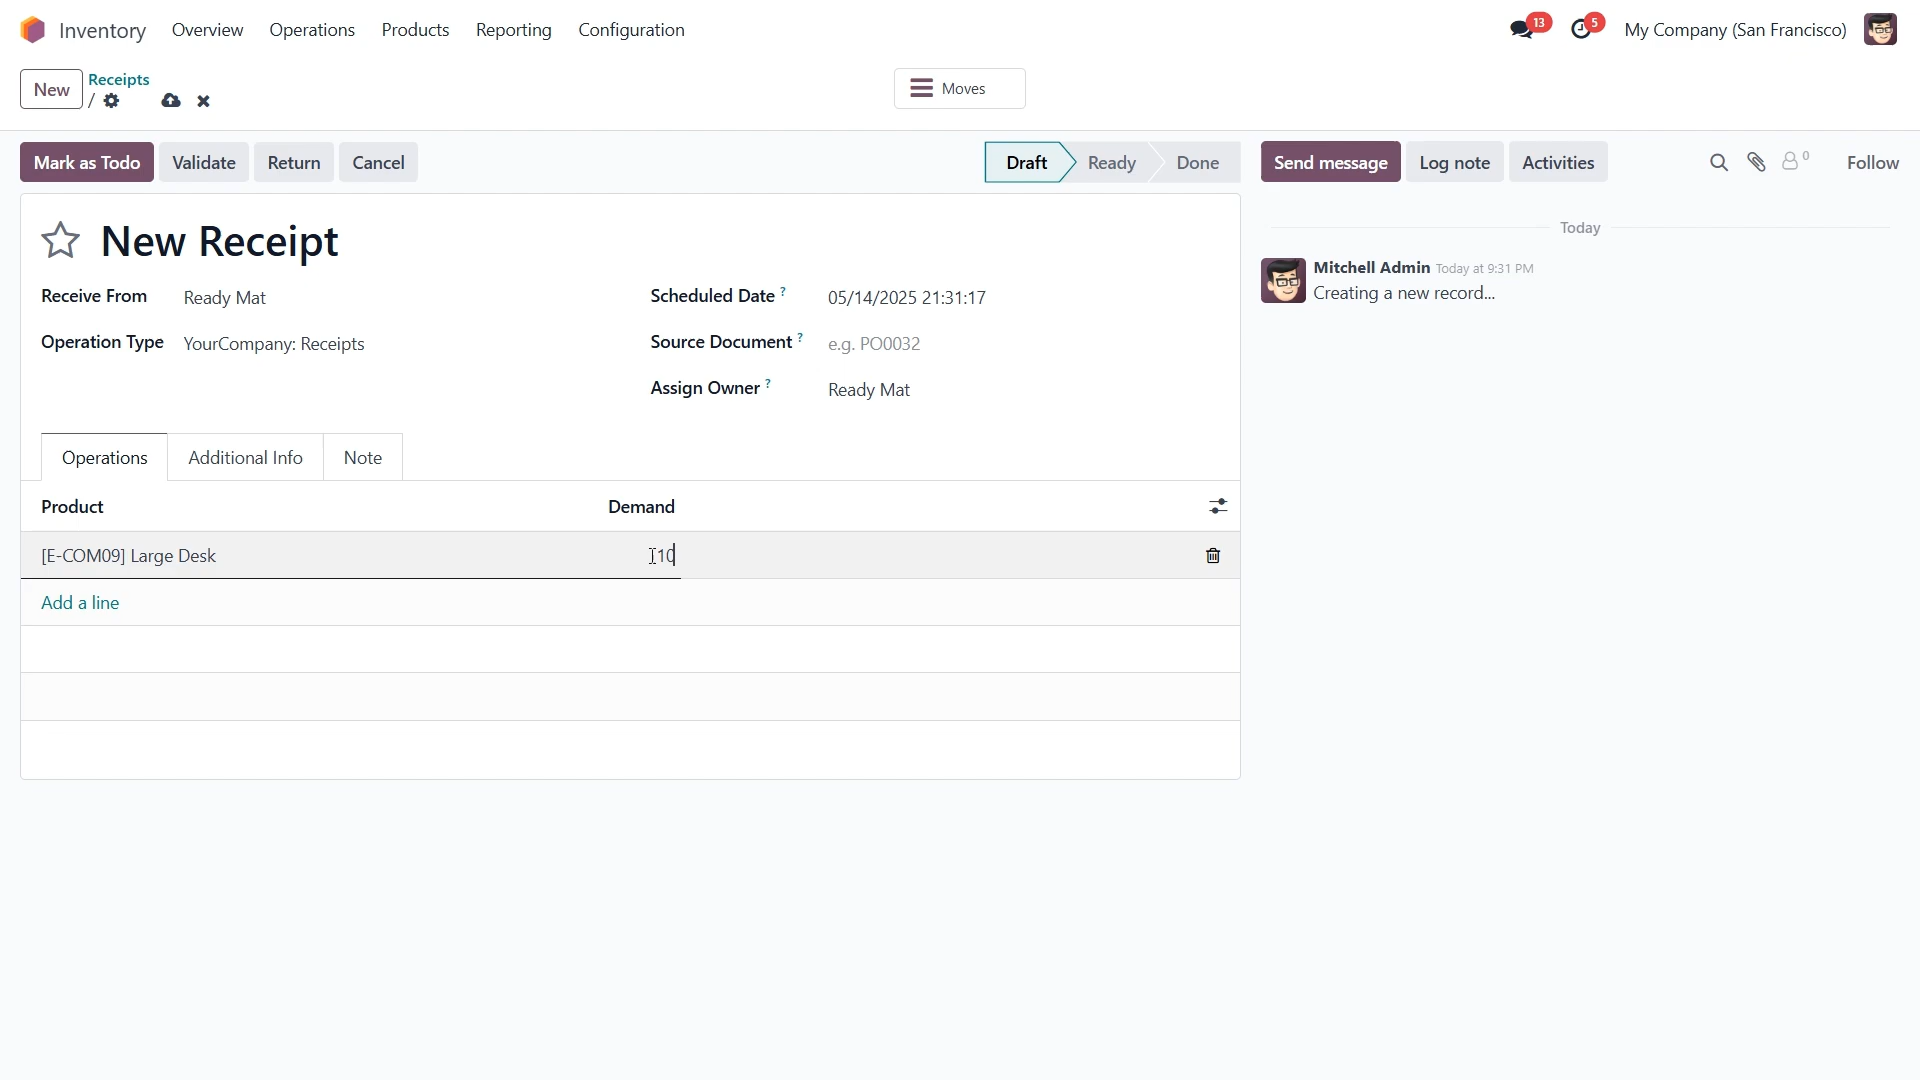 Inventory Overview Operations Products Reporting Configuration 13 5 My Company (San Francisco)
New Receipts / Moves
Mark as Todo Validate Return Cancel Draft Ready Done Send message Log note Activities 0 Follow
New Receipt
Today
Mitchell Admin Today at 9:31 PM
Creating a new record...
Receive From Ready Mat Scheduled Date ? 05/14/2025 21:31:17
Operation Type YourCompany: Receipts Source Document ? e.g. PO0032
Assign Owner ? Ready Mat
Operations Additional Info Note
Product Demand
[E-COM09] Large Desk 10
Add a line